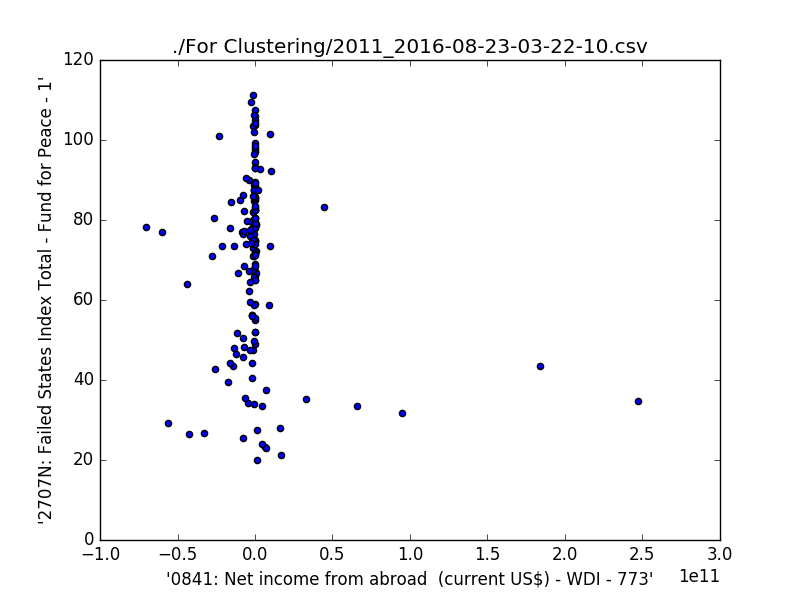 ./For Clustering/2011_2016-08-23-03-22-10.csv
'2707N: Failed States Index Total - Fund for Peace - 1'
120
100
80
60
40
20
0
−1.0 −0.5 0.0 0.5 1.0 1.5 2.0 2.5 3.0
1e11
'0841: Net income from abroad  (current US$) - WDI - 773'